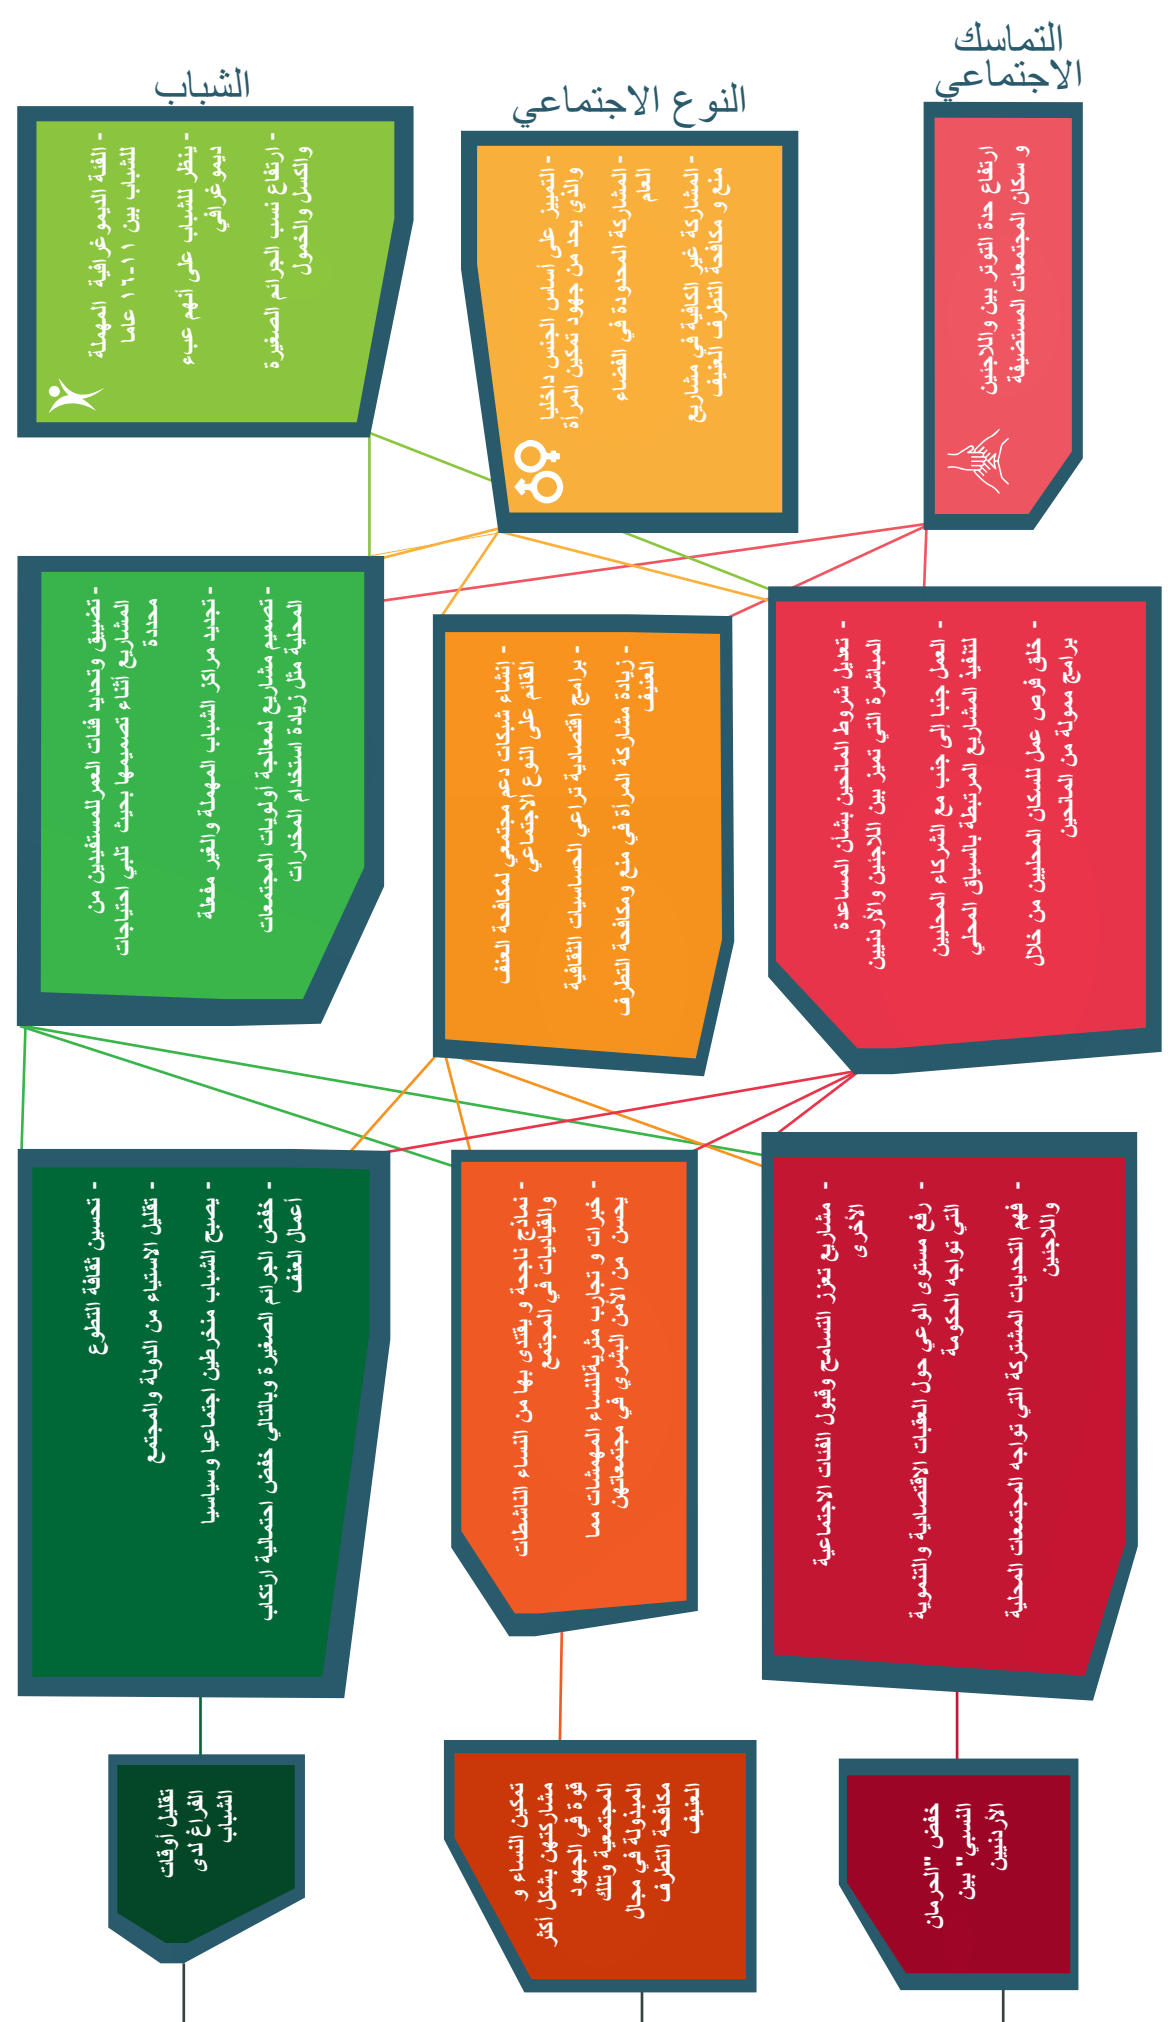 التماسك
الاجتماعي
النوع الاجتماعي
الشباب
ارتفاع حدة التوتر بين واللاجئين
و سكان المجتمعات المستضيفة
- التمييز على أساس الجنس داخليا
والذي يحد من جهود تمكين المرأة
- المشاركة المحدودة في الفضاء
العام
- المشاركة غير الكافية في مشاريع
منع و مكافحة التطرف العنيف
- الفئة الديموغرافية المهملة
للشباب بين ١١-١٦ عاما
- ينظر للشباب على أنهم عبء
ديموغرافي
- ارتفاع نسب الجرائم الصغيرة
والكسل والخمول
- تعديل شروط المانحين بشأن المساعدة
المباشرة التي تميز بين اللاجئين والأردنيين
- العمل جنبا إلى جنب مع الشركاء المحليين
لتنفيذ المشاريع المرتبطة بالسياق المحلي
- خلق فرص عمل للسكان المحليين من خلال
برامج ممولة من المانحين
- إنشاء شبكات دعم مجتمعي لمكافحة العنف
القائم على النوع الاجتماعي
- برامج اقتصادية تراعي الحساسيات الثقافية
- زيادة مشاركة المرأة في منع ومكافحة التطرف
العنيف
- تضييق وتحديد فئات العمر للمستفيدين من
المشاريع أثناء تصميمها بحيث تلبي احتياجات
محددة
- تجديد مراكز الشباب المهملة والغير مفعلة
- تصميم مشاريع لمعالجة أولويات المجتمعات
المحلية مثل زيادة استخدام المخدرات
- مشاريع تعزز التسامح وقبول الفئات الاجتماعية
الأخرى
- رفع مستوى الوعي حول العقبات الاقتصادية والتنموية
التي تواجه الحكومة
- فهم التحديات المشتركة التي تواجه المجتمعات المحلية
واللاجئين
- نماذج ناجحة و يقتدى بها من النساء الناشطات
والقياديات في المجتمع
- خبرات و تجارب مثرية للنساء المهمشات مما
يحسن من الأمن البشري في مجتمعاتهن
- تحسين ثقافة التطوع
- تقليل الاستياء من الدولة والمجتمع
- يصبح الشباب منخرطين اجتماعيا وسياسيا
- خفض الجرائم الصغيرة وبالتالي خفض احتمالية ارتكاب
أعمال العنف
خفض "الحرمان
النسبي" بين
الأردنيين
تمكين النساء و
مشاركتهن بشكل أكثر
قوة في الجهود
المجتمعية وتلك
المبذولة في مجال
مكافحة التطرف
العنيف
تقليل أوقات
الفراغ لدى
الشباب